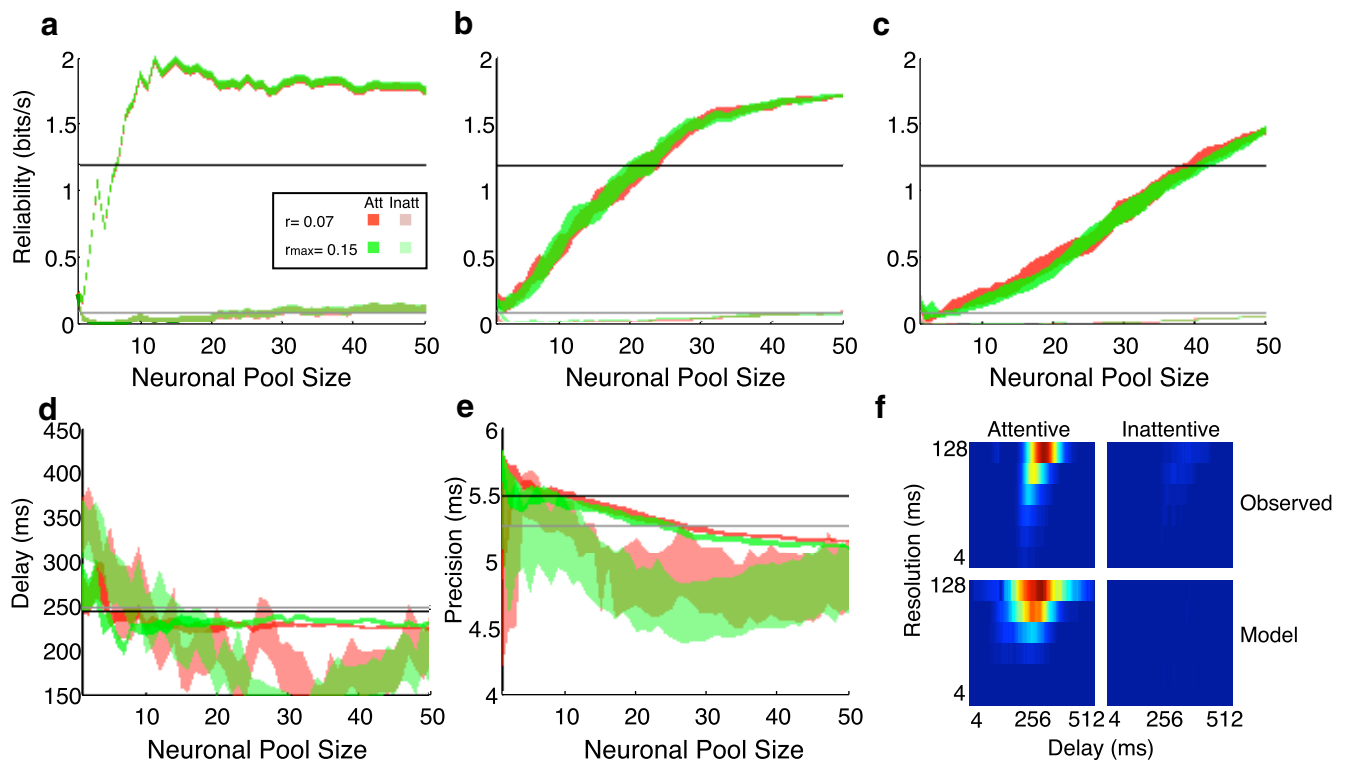 a
b
c
Reliability (bits/s)
2
1.5
1
0.5
0
Att Inatt
r= 0.07
rmax= 0.15
10 20 30 40 50
Neuronal Pool Size
2
1.5
1
0.5
0
10 20 30 40 50
Neuronal Pool Size
2
1.5
1
0.5
0
10 20 30 40 50
Neuronal Pool Size
d
Delay (ms)
450
400
350
300
250
200
150
10 20 30 40 50
Neuronal Pool Size
e
Precision (ms)
6
5.5
5
4.5
4
10 20 30 40 50
Neuronal Pool Size
f
Attentive Inattentive
Resolution (ms)
128
4
Observed
128
4
Model
4 256 512 4 256 512
Delay (ms)